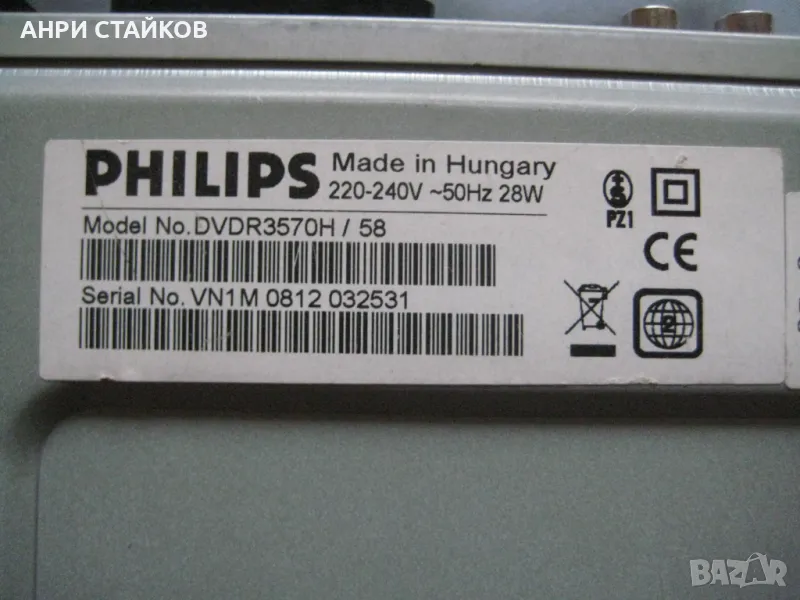 АНРИ СТАЙКОВ
PHILIPS Made in Hungary
220-240V ~50Hz 28W
Model No. DVDR3570H / 58
Serial No. VN1M 0812 032531
PZ1
CE
2
BAZAR